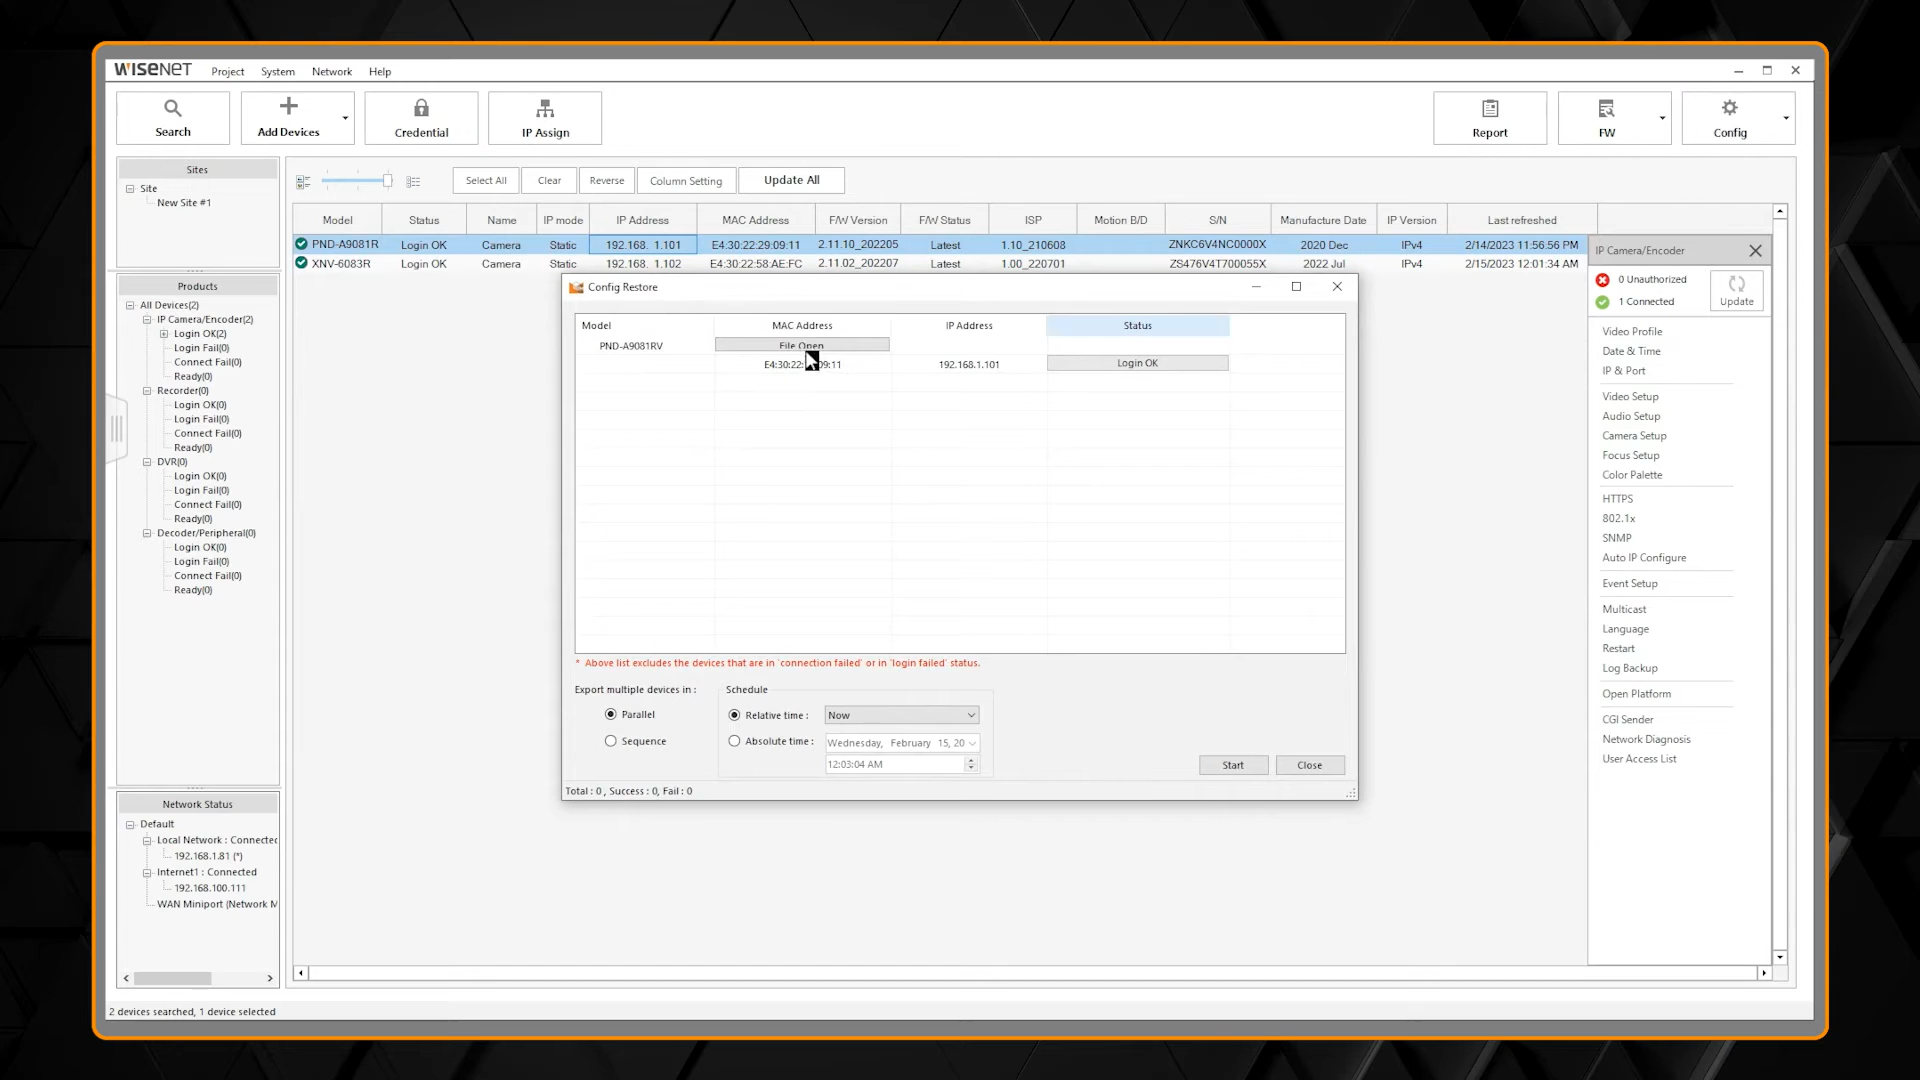 WISENET Project System Network Help
Search Add Devices Credential IP Assign Report FW Config
Sites
Site
New Site #1
Select All Clear Reverse Column Setting Update All
Model Status Name IP mode IP Address MAC Address F/W Version F/W Status ISP Motion B/D S/N Manufacture Date IP Version Last refreshed
PND-A9081R Login OK Camera Static 192.168. 1.101 E4:30:22:29:09:11 2.11.10_202205 Latest 1.10_210608 ZNKC6V4NC0000X 2020 Dec IPv4 2/14/2023 11:56:56 PM
XNV-6083R Login OK Camera Static 192.168. 1.102 E4:30:22:58:AE:FC 2.11.02_202207 Latest 1.00_220701 ZS476V4T700055X 2022 Jul IPv4 2/15/2023 12:01:34 AM
Products
All Devices(2)
IP Camera/Encoder(2)
Login OK(2)
Login Fail(0)
Connect Fail(0)
Ready(0)
Recorder(0)
Login OK(0)
Login Fail(0)
Connect Fail(0)
Ready(0)
DVR(0)
Login OK(0)
Login Fail(0)
Connect Fail(0)
Ready(0)
Decoder/Peripheral(0)
Login OK(0)
Login Fail(0)
Connect Fail(0)
Ready(0)
Network Status
Default
Local Network : Connected
192.168.1.81 (*)
Internet1 : Connected
192.168.100.111
WAN Miniport (Network M
2 devices searched, 1 device selected
Config Restore
Model MAC Address IP Address Status
PND-A9081RV File Open
E4:30:22: 09:11 192.168.1.101 Login OK
* Above list excludes the devices that are in `connection failed' or in 'login failed' status.
Export multiple devices in :
Parallel
Sequence
Schedule
Relative time : Now
Absolute time : Wednesday, February 15, 20
12:03:04 AM
Start Close
Total : 0 , Success : 0, Fail : 0
IP Camera/Encoder
0 Unauthorized
1 Connected
Update
Video Profile
Date & Time
IP & Port
Video Setup
Audio Setup
Camera Setup
Focus Setup
Color Palette
HTTPS
802.1x
SNMP
Auto IP Configure
Event Setup
Multicast
Language
Restart
Log Backup
Open Platform
CGI Sender
Network Diagnosis
User Access List